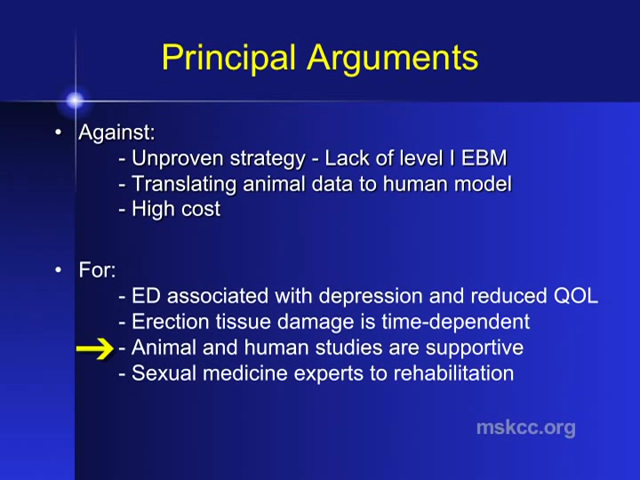 Principal Arguments
• Against:
- Unproven strategy - Lack of level I EBM
- Translating animal data to human model
- High cost
• For:
- ED associated with depression and reduced QOL
- Erection tissue damage is time-dependent
- Animal and human studies are supportive
- Sexual medicine experts to rehabilitation
mskcc.org